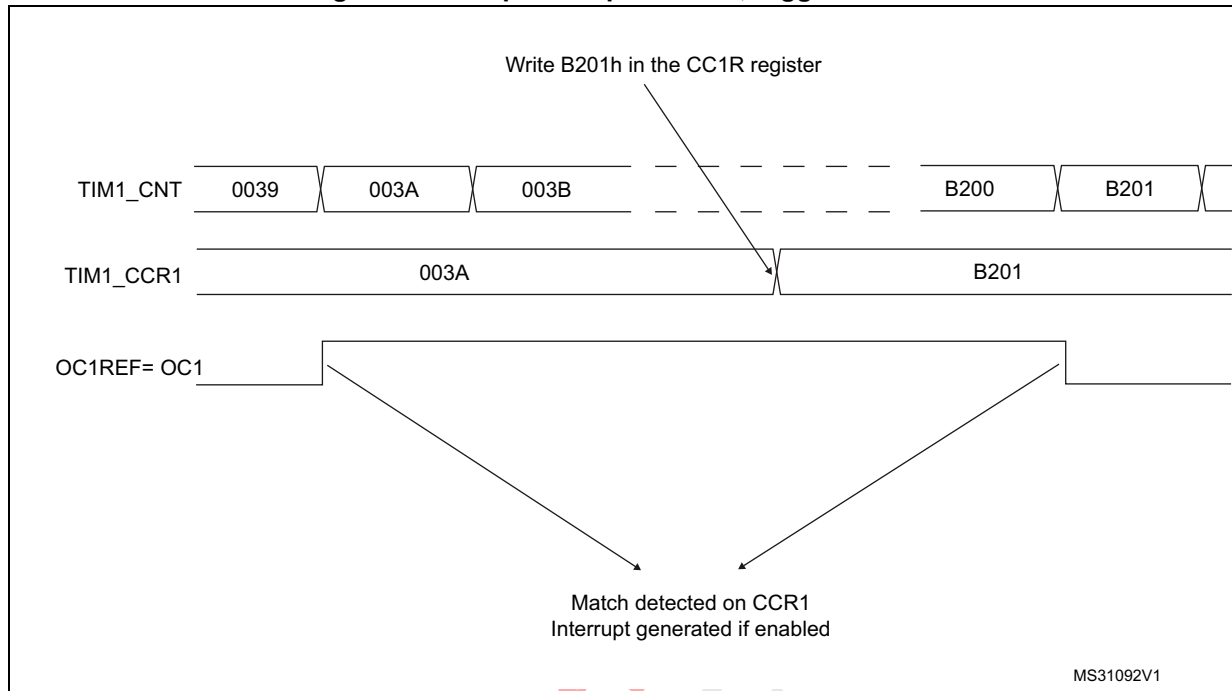 Write B201h in the CC1R register
TIM1_CNT 0039 003A 003B B200 B201
TIM1_CCR1 003A B201
OC1REF= OC1
Match detected on CCR1
Interrupt generated if enabled
MS31092V1